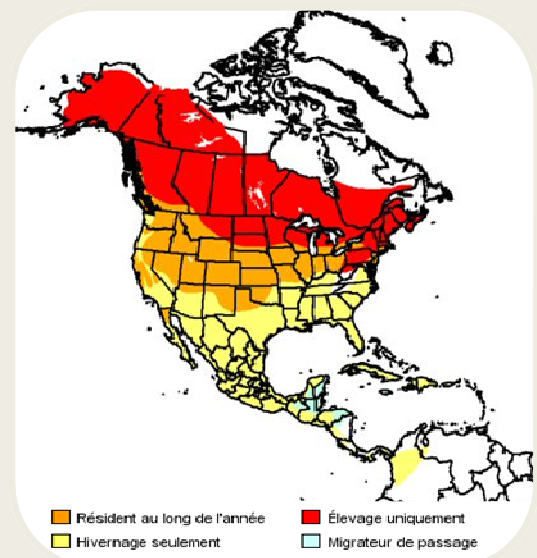 Résident au long de l'année
Élevage uniquement
Hivernage seulement
Migrateur de passage